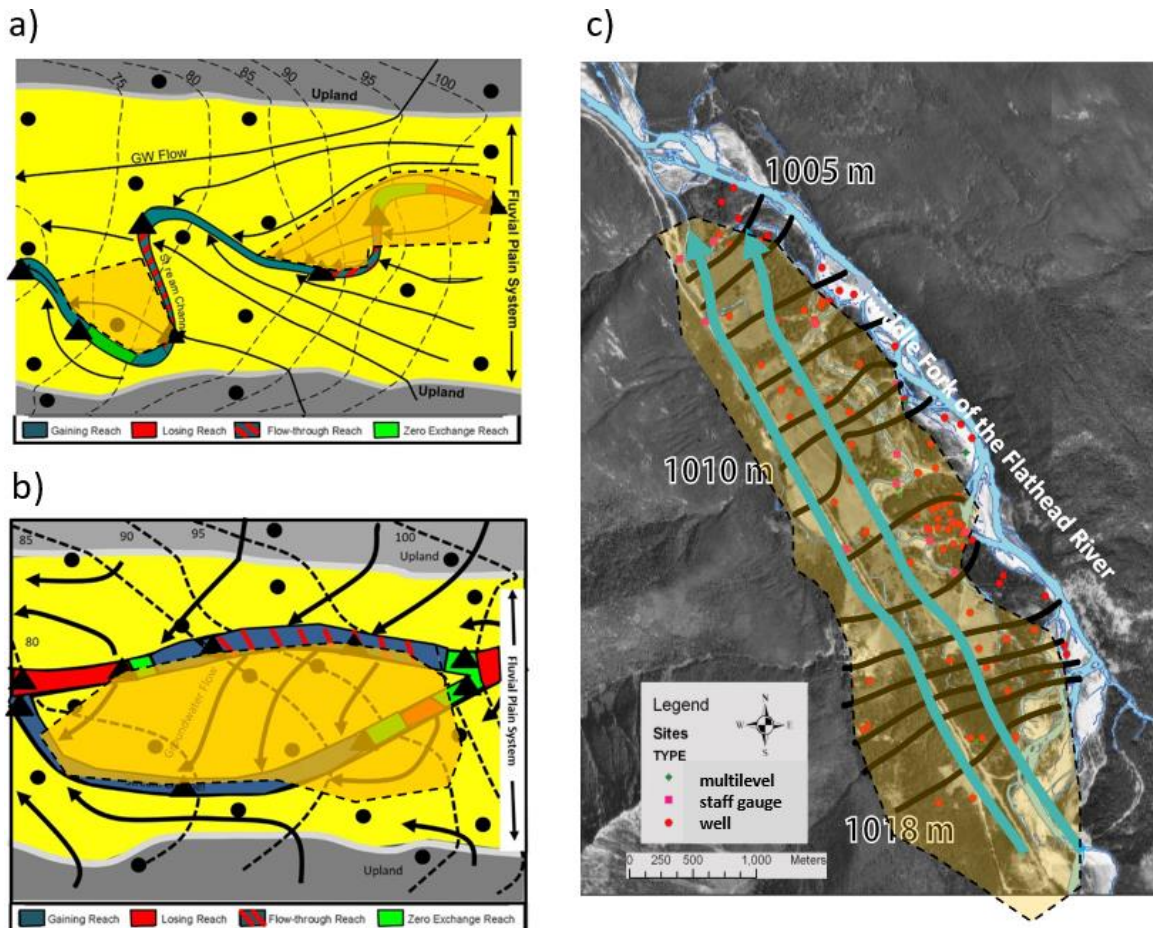 a)
75
80
85
90
95
100
Upland
GW Flow
Stream Channel
Fluvial Plain System
Upland
Gaining Reach
Losing Reach
Flow-through Reach
Zero Exchange Reach
b)
85
90
95
100
Upland
80
Groundwater Flow
Fluvial Plain System
Upland
Gaining Reach
Losing Reach
Flow-through Reach
Zero Exchange Reach
c)
1005 m
Fork of the Flathead River
1010 m
1018 m
Legend
Sites
TYPE
multilevel
staff gauge
well
N
W
E
S
0 250 500 1,000 Meters